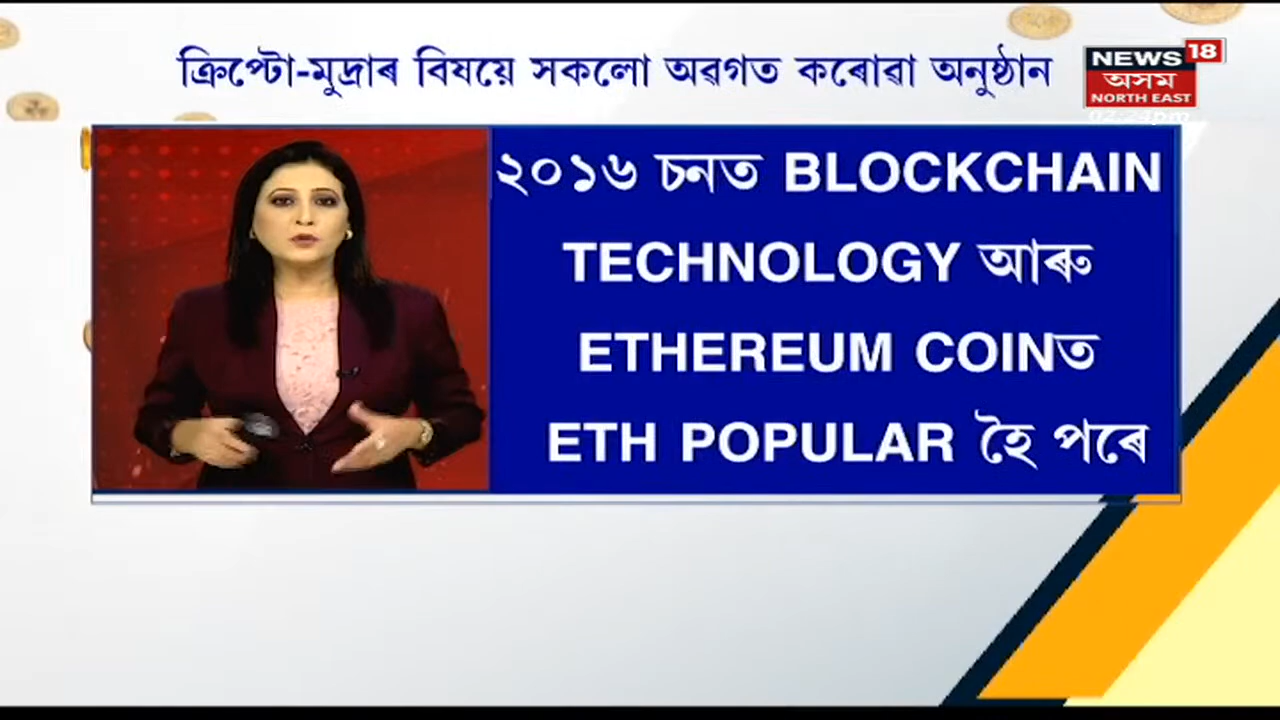 ক্ৰিপ্টো-মুদ্ৰাৰ বিষয়ে সকলো অৱগত কৰোৱা অনুষ্ঠান
NEWS 18
অসম
NORTH EAST
২০১৬ চনত BLOCKCHAIN
TECHNOLOGY আৰু
ETHEREUM COINত
ETH POPULAR হৈ পৰে